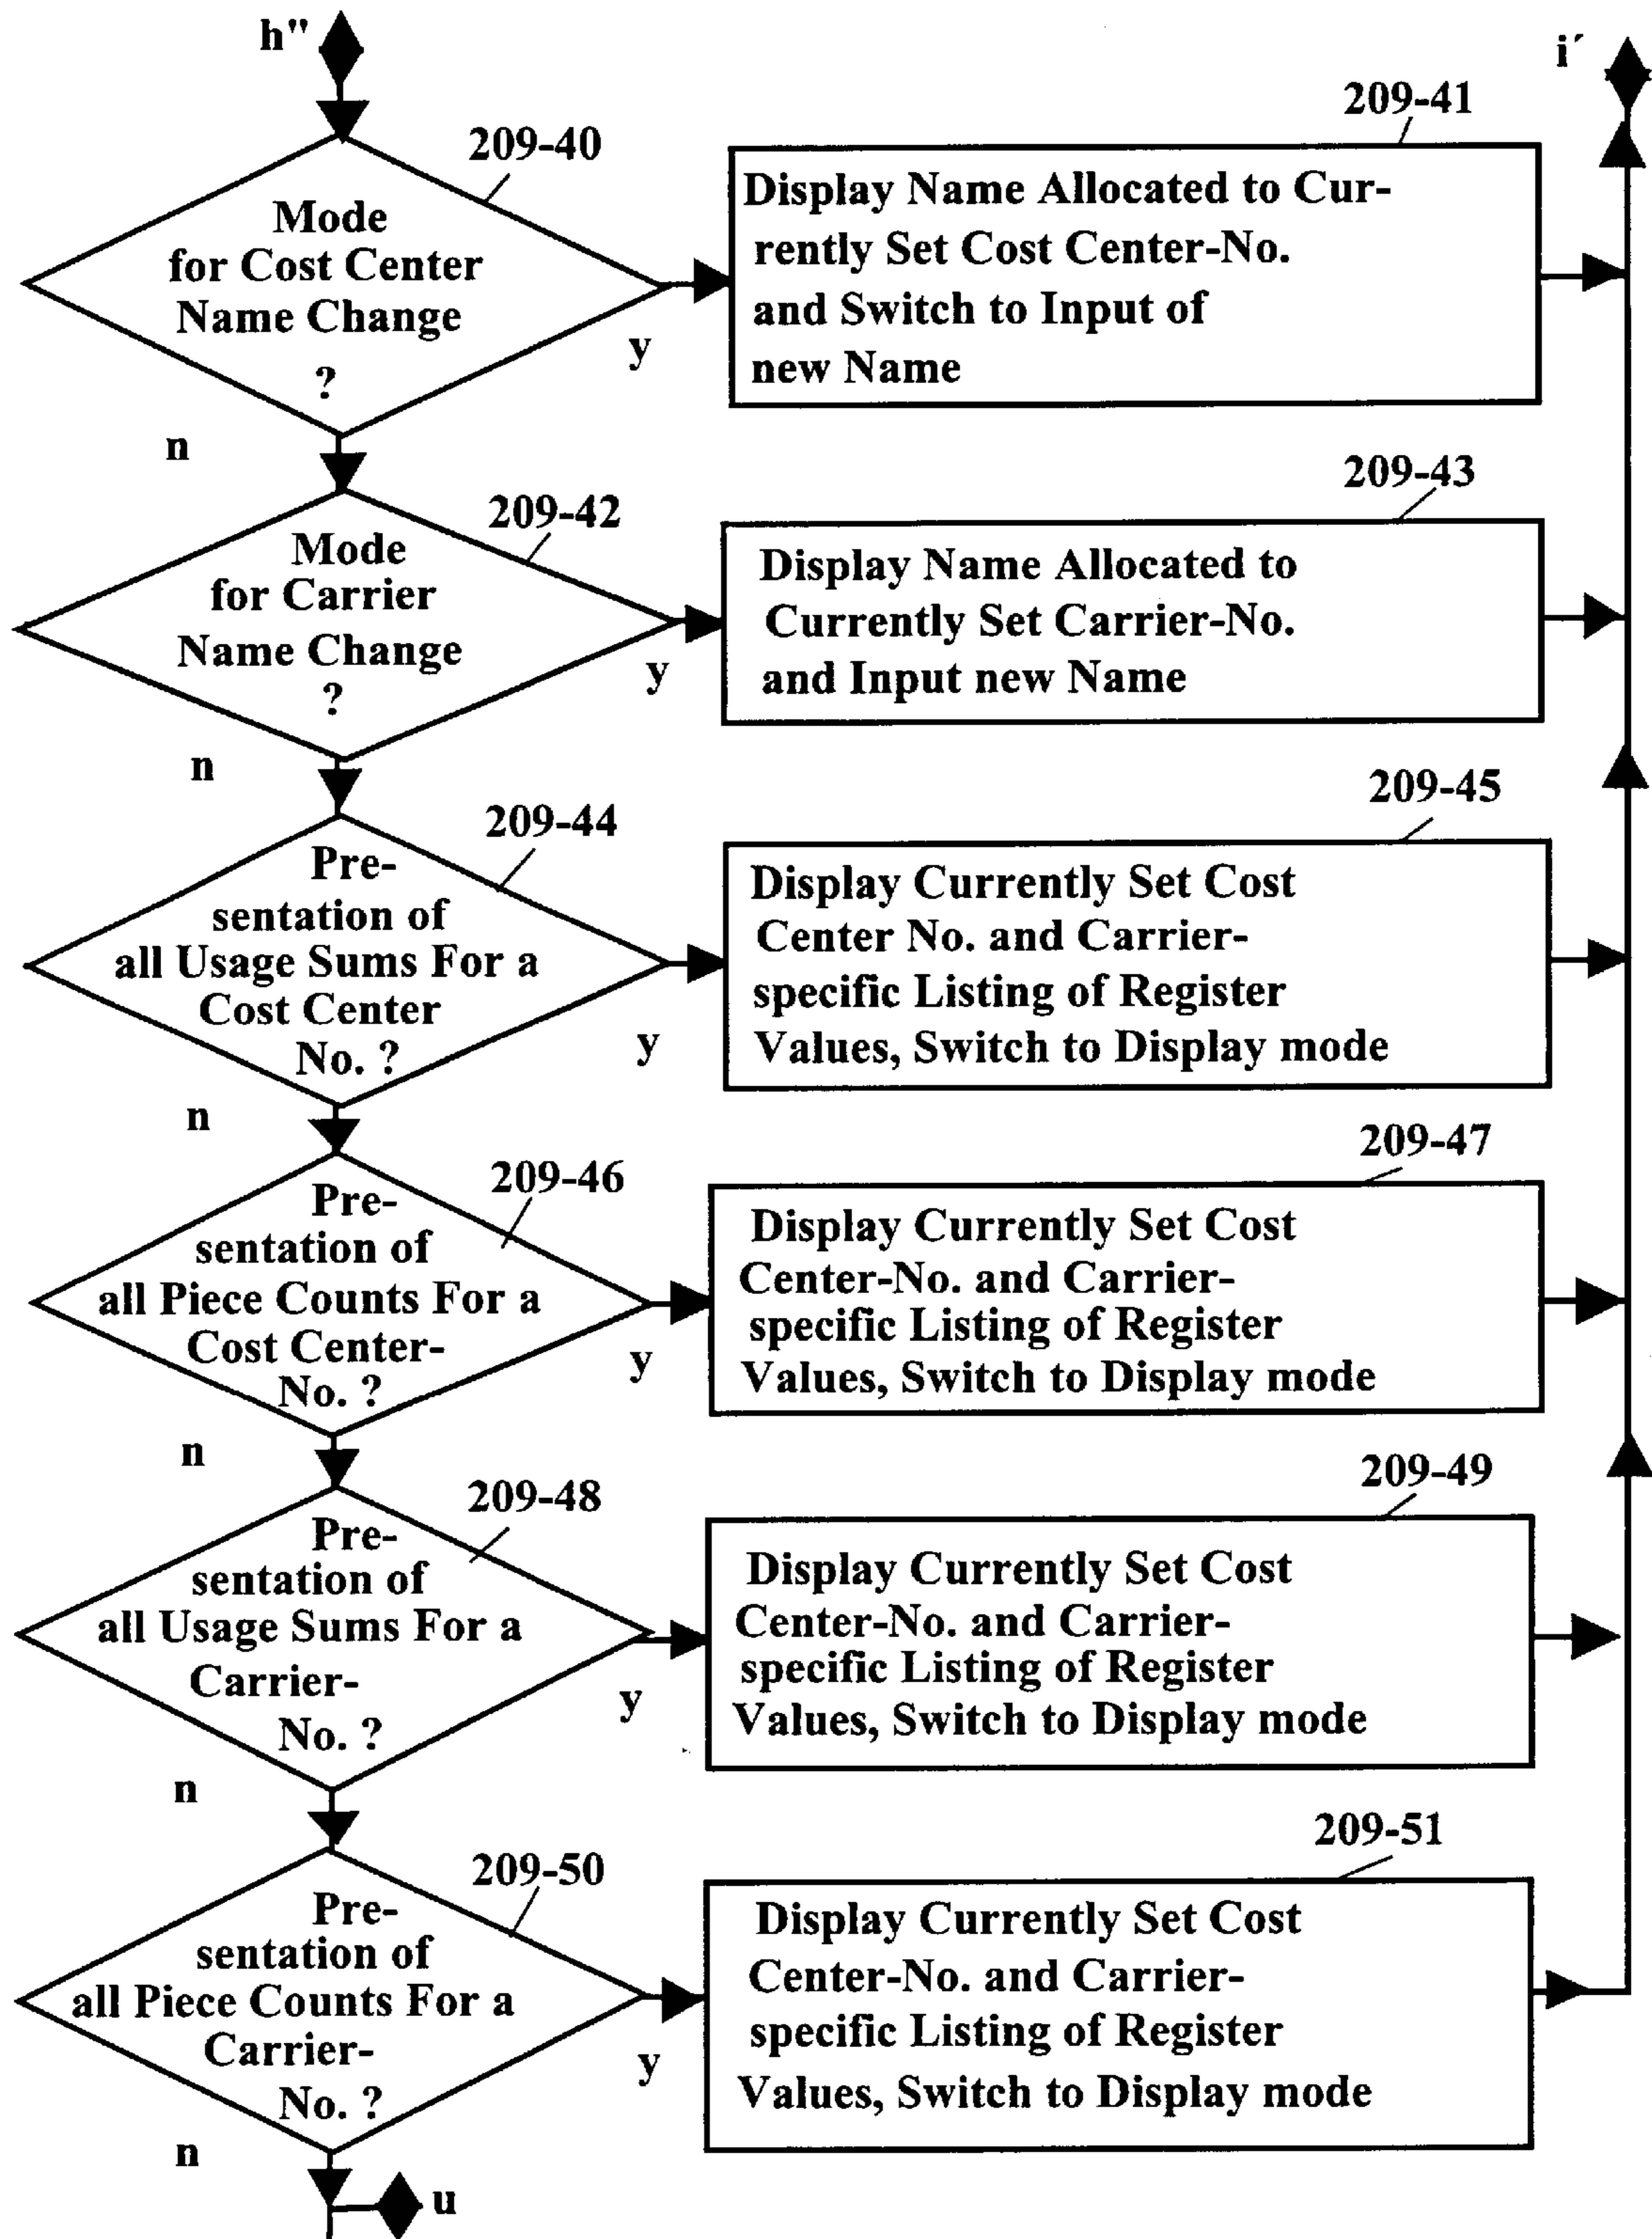 h"
i´
209-40
209-41
Mode
for Cost Center
Name Change
?
y
n
Display Name Allocated to Cur-
rently Set Cost Center-No.
and Switch to Input of
new Name
209-42
209-43
Mode
for Carrier
Name Change
?
y
n
Display Name Allocated to
Currently Set Carrier-No.
and Input new Name
209-44
209-45
Pre-
sentation of
all Usage Sums For a
Cost Center
No. ?
y
n
Display Currently Set Cost
Center No. and Carrier-
specific Listing of Register
Values, Switch to Display mode
209-46
209-47
Pre-
sentation of
all Piece Counts For a
Cost Center-
No. ?
y
n
Display Currently Set Cost
Center-No. and Carrier-
specific Listing of Register
Values, Switch to Display mode
209-48
209-49
Pre-
sentation of
all Usage Sums For a
Carrier-
No. ?
y
n
Display Currently Set Cost
Center-No. and Carrier-
specific Listing of Register
Values, Switch to Display mode
209-50
209-51
Pre-
sentation of
all Piece Counts For a
Carrier-
No. ?
y
n
Display Currently Set Cost
Center-No. and Carrier-
specific Listing of Register
Values, Switch to Display mode
u